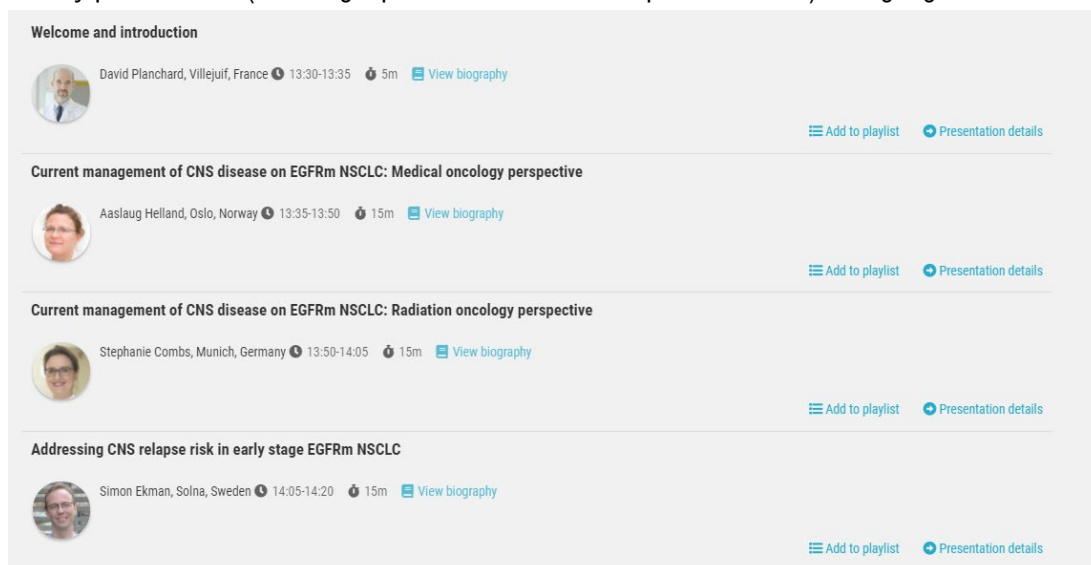 Welcome and introduction
David Planchard, Villejuif, France 13:30-13:35 5m View biography
Add to playlist Presentation details
Current management of CNS disease on EGFRm NSCLC: Medical oncology perspective
Aaslaug Helland, Oslo, Norway 13:35-13:50 15m View biography
Add to playlist Presentation details
Current management of CNS disease on EGFRm NSCLC: Radiation oncology perspective
Stephanie Combs, Munich, Germany 13:50-14:05 15m View biography
Add to playlist Presentation details
Addressing CNS relapse risk in early stage EGFRm NSCLC
Simon Ekman, Solna, Sweden 14:05-14:20 15m View biography
Add to playlist Presentation details